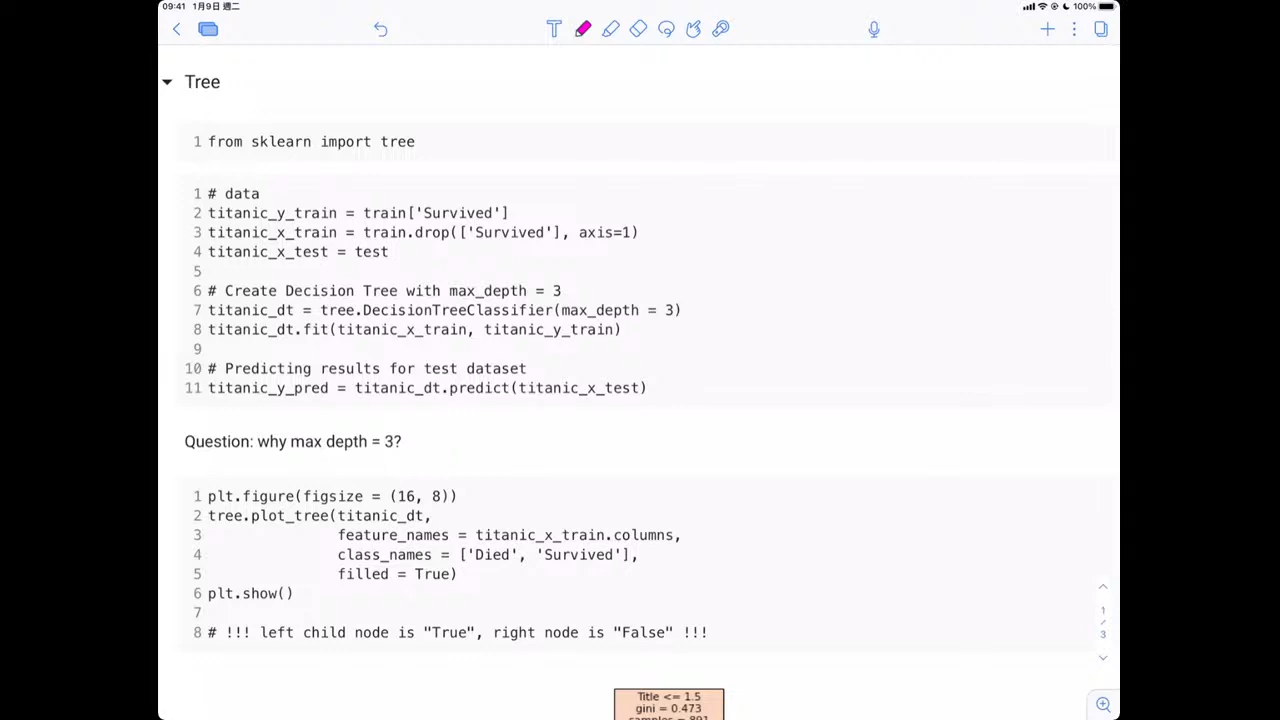 09:41 1月9日 週二
100%
Tree
1 from sklearn import tree
1 # data
2 titanic_y_train = train['Survived']
3 titanic_x_train = train.drop(['Survived'], axis=1)
4 titanic_x_test = test
5
6 # Create Decision Tree with max_depth = 3
7 titanic_dt = tree.DecisionTreeClassifier(max_depth = 3)
8 titanic_dt.fit(titanic_x_train, titanic_y_train)
9
10 # Predicting results for test dataset
11 titanic_y_pred = titanic_dt.predict(titanic_x_test)
Question: why max depth = 3?
1 plt.figure(figsize = (16, 8))
2 tree.plot_tree(titanic_dt,
3 feature_names = titanic_x_train.columns,
4 class_names = ['Died', 'Survived'],
5 filled = True)
6 plt.show()
7
8 # !!! left child node is "True", right node is "False" !!!
1
/
3
Title <= 1.5
gini = 0.473
samples = 891